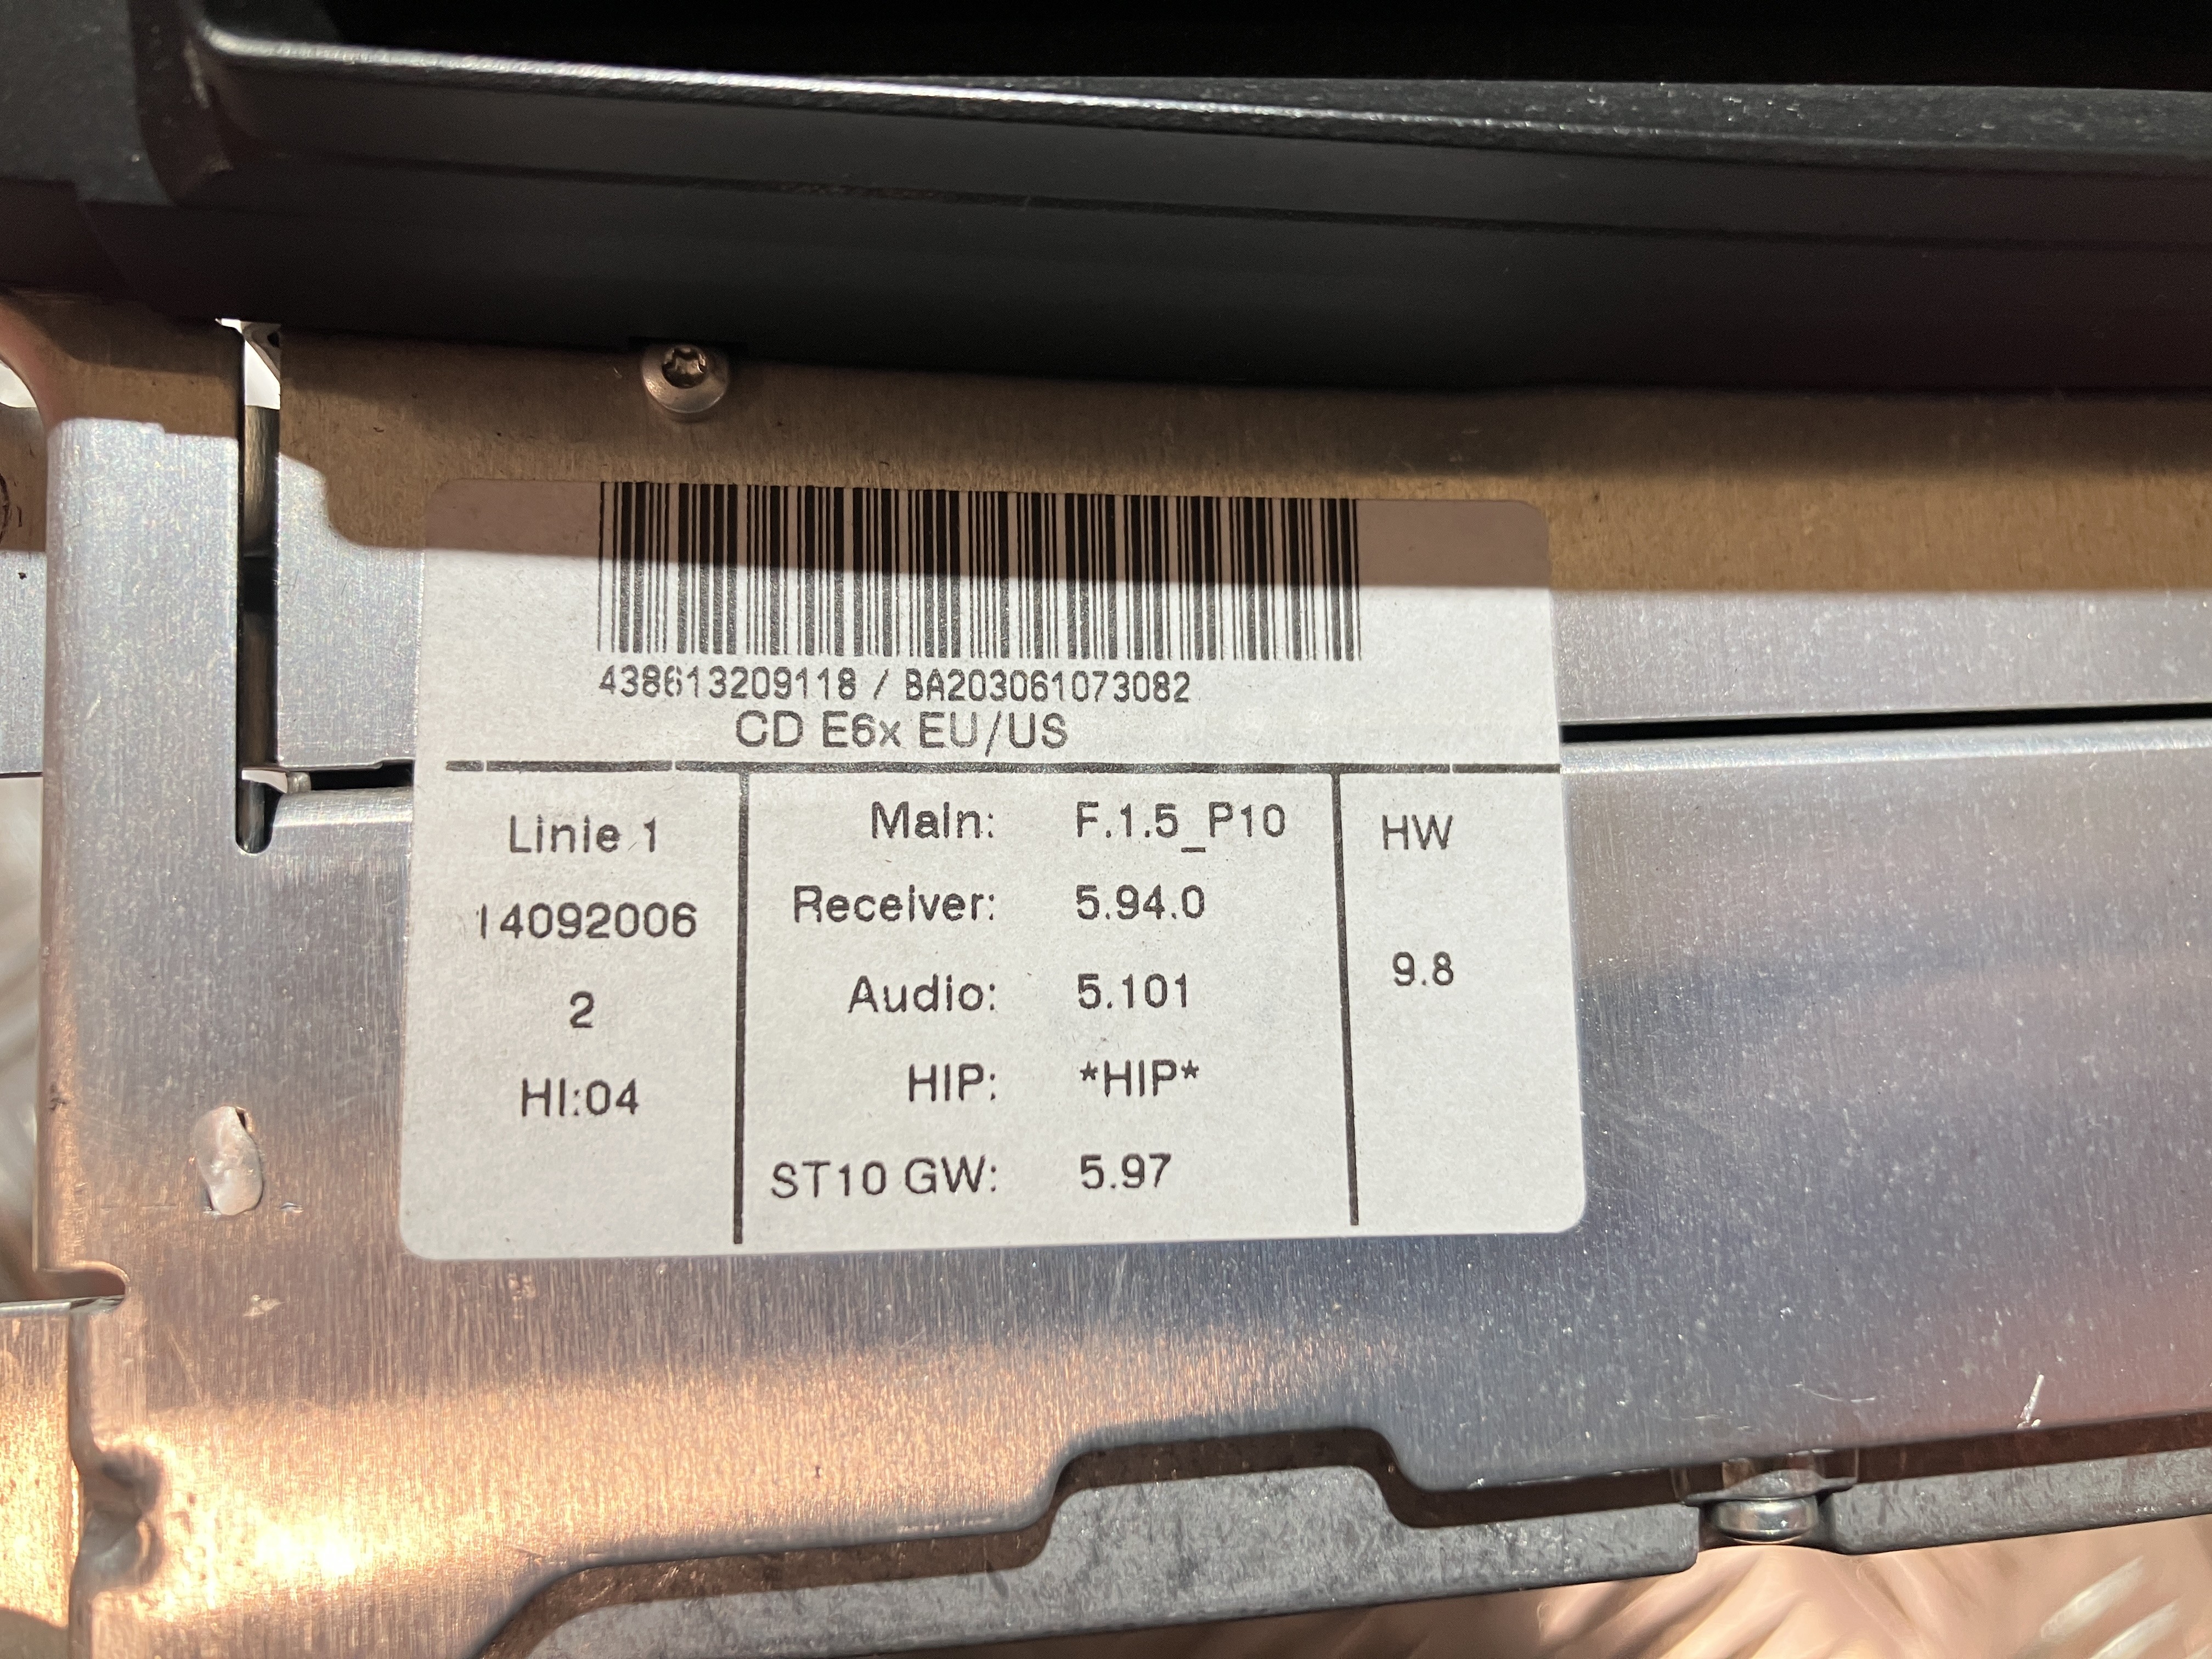 438613209118 / BA203061073082
CD E6x EU/US
Linie 1
14092006
2
HI:04
Main: F.1.5_P10
Receiver: 5.94.0
Audio: 5.101
HIP: *HIP*
ST10 GW: 5.97
HW
9.8